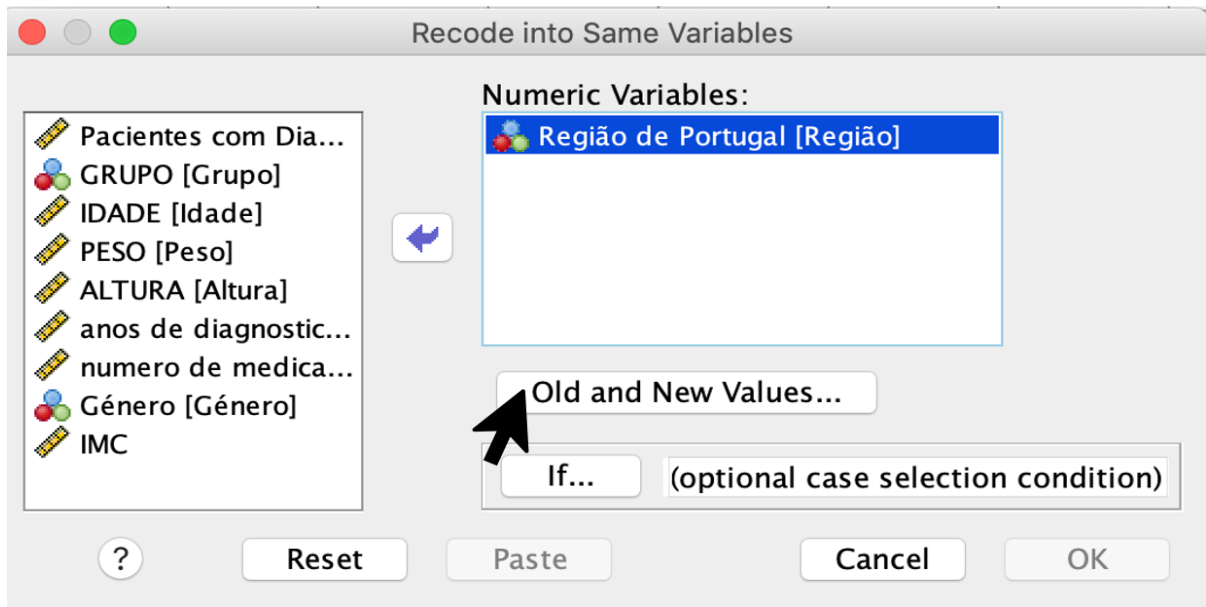 Recode into Same Variables
Numeric Variables:
Pacientes com Dia...
GRUPO [Grupo]
IDADE [Idade]
PESO [Peso]
ALTURA [Altura]
anos de diagnostic...
numero de medica...
Género [Género]
IMC
Região de Portugal [Região]
Old and New Values...
If... (optional case selection condition)
? Reset Paste Cancel OK